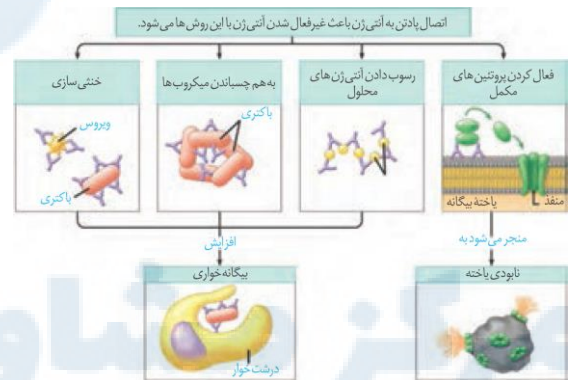 اتصال پادتن به آنتی‌ژن باعث غیرفعال شدن آنتی‌ژن با این روش‌ها می‌شود.
فعال کردن پروتئین‌های
مکمل
منفذ
یاختهٔ بیگانه
رسوب دادن آنتی‌ژن‌های
محلول
به‌هم چسباندن میکروب‌ها
باکتری
خنثی‌سازی
ویروس
باکتری
منجر می‌شود به
افزایش
نابودی یاخته
بیگانه‌خواری
درشت‌خوار